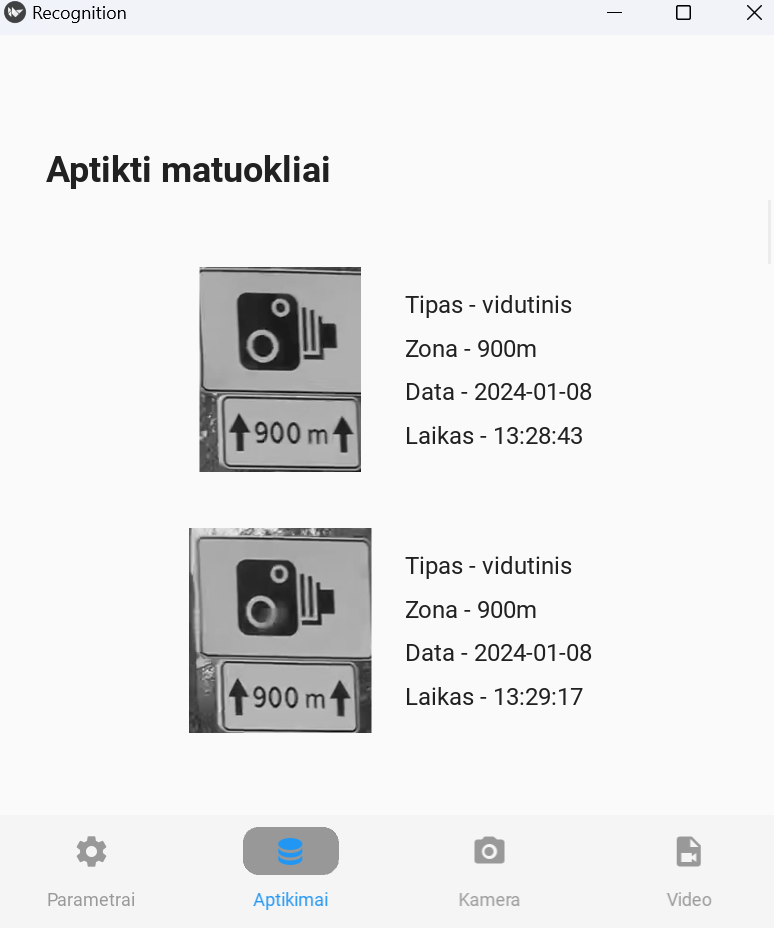 Recognition
Aptikti matuokliai
900 m
Tipas - vidutinis
Zona - 900m
Data - 2024-01-08
Laikas - 13:28:43
900 m
Tipas - vidutinis
Zona - 900m
Data - 2024-01-08
Laikas - 13:29:17
Parametrai
Aptikimai
Kamera
Video